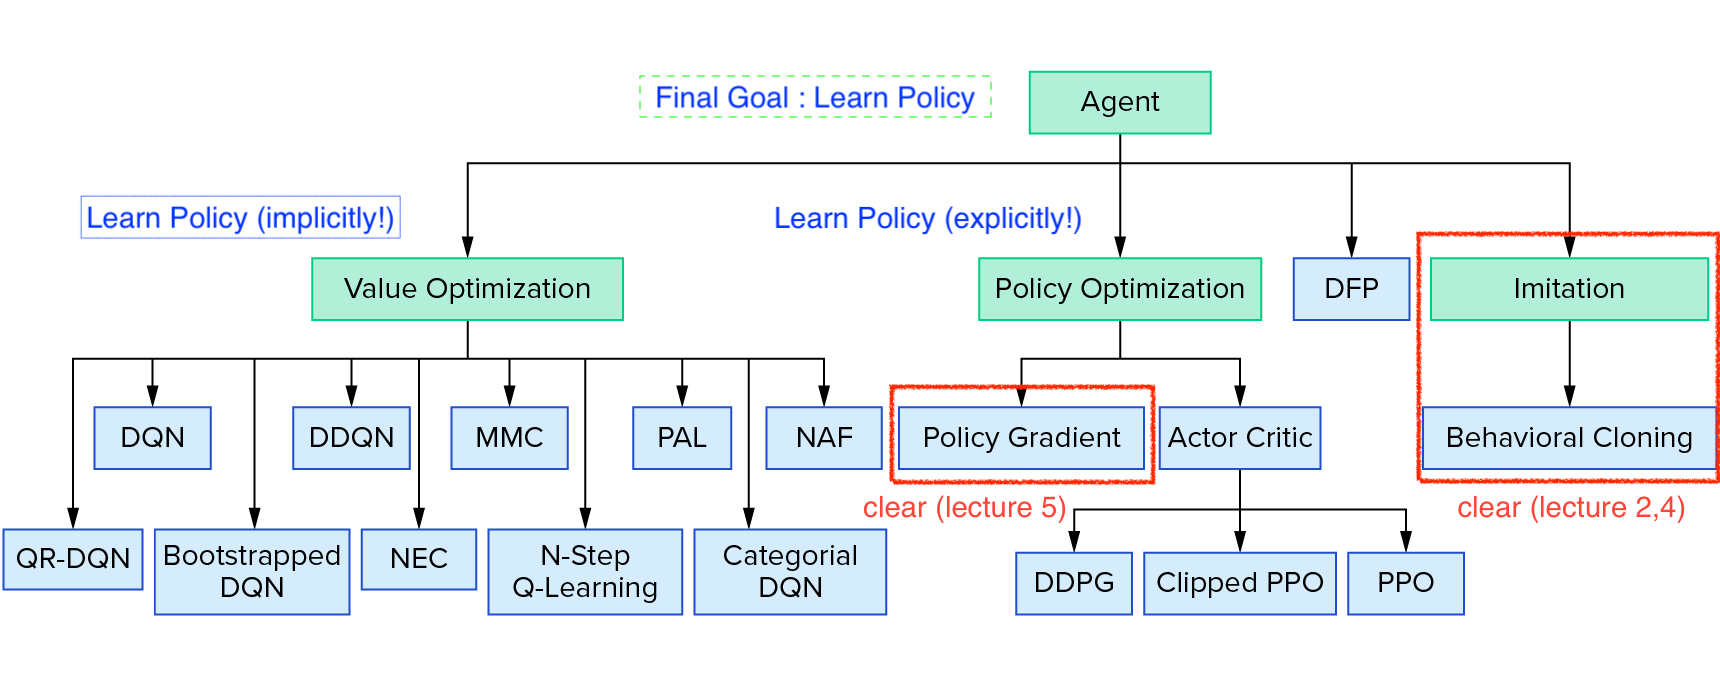 Final Goal : Learn Policy
Agent
Learn Policy (implicitly!)
Learn Policy (explicitly!)
Value Optimization
Policy Optimization
DFP
Imitation
DQN
DDQN
MMC
PAL
NAF
Policy Gradient
Actor Critic
Behavioral Cloning
clear (lecture 5)
clear (lecture 2,4)
QR-DQN
Bootstrapped
DQN
NEC
N-Step
Q-Learning
Categorial
DQN
DDPG
Clipped PPO
PPO